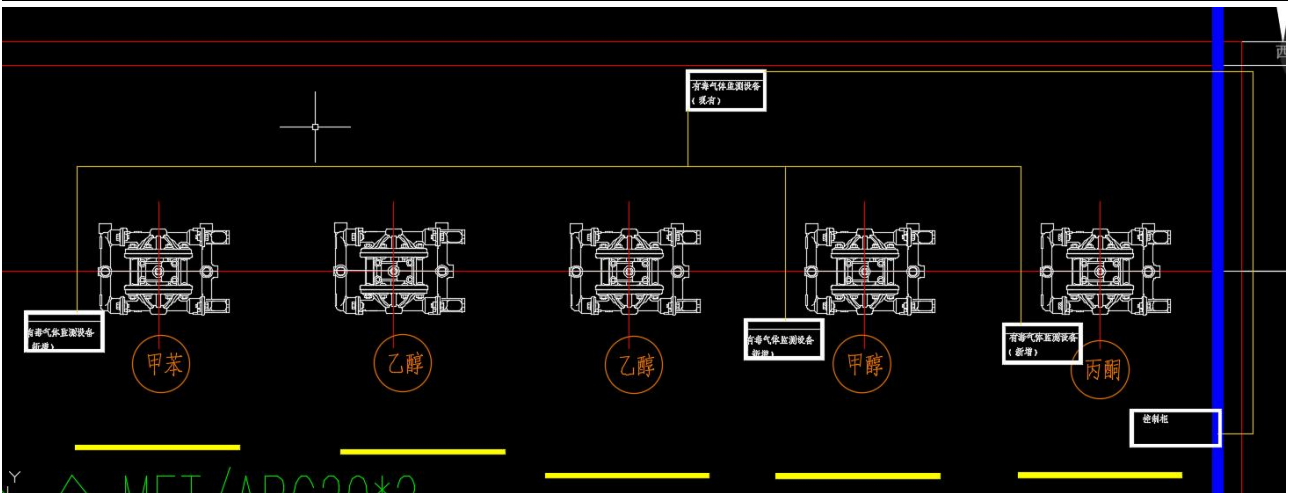 西
有毒气体监测设备
（现有）
有毒气体监测设备
新增）
有毒气体监测设备
新增）
有毒气体监测设备
（新增）
甲苯
乙醇
乙醇
甲醇
丙酮
控制柜
Y